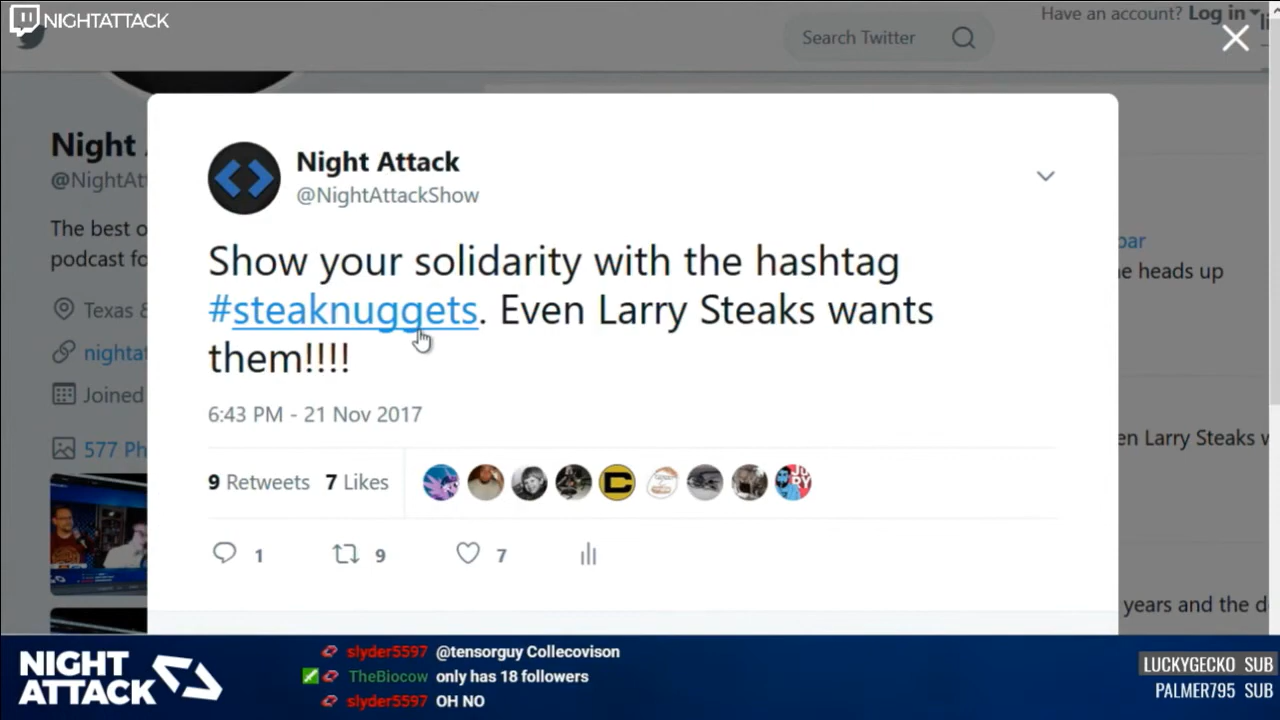 NIGHTATTACK
Have an account? Log in
Search Twitter
Night
@NightAtt
The best o
podcast fo
Texas &
nightat
Joined
577 Ph
Night Attack
@NightAttackShow
Show your solidarity with the hashtag
#steaknuggets. Even Larry Steaks wants
them!!!!
6:43 PM - 21 Nov 2017
9 Retweets 7 Likes
1 9 7
bar
e heads up
en Larry Steaks w
years and the d
NIGHT
ATTACK
slyder5597 @tensorguy Collecovison
TheBiocow only has 18 followers
slyder5597 OH NO
LUCKYGECKO SUB
PALMER795 SUB